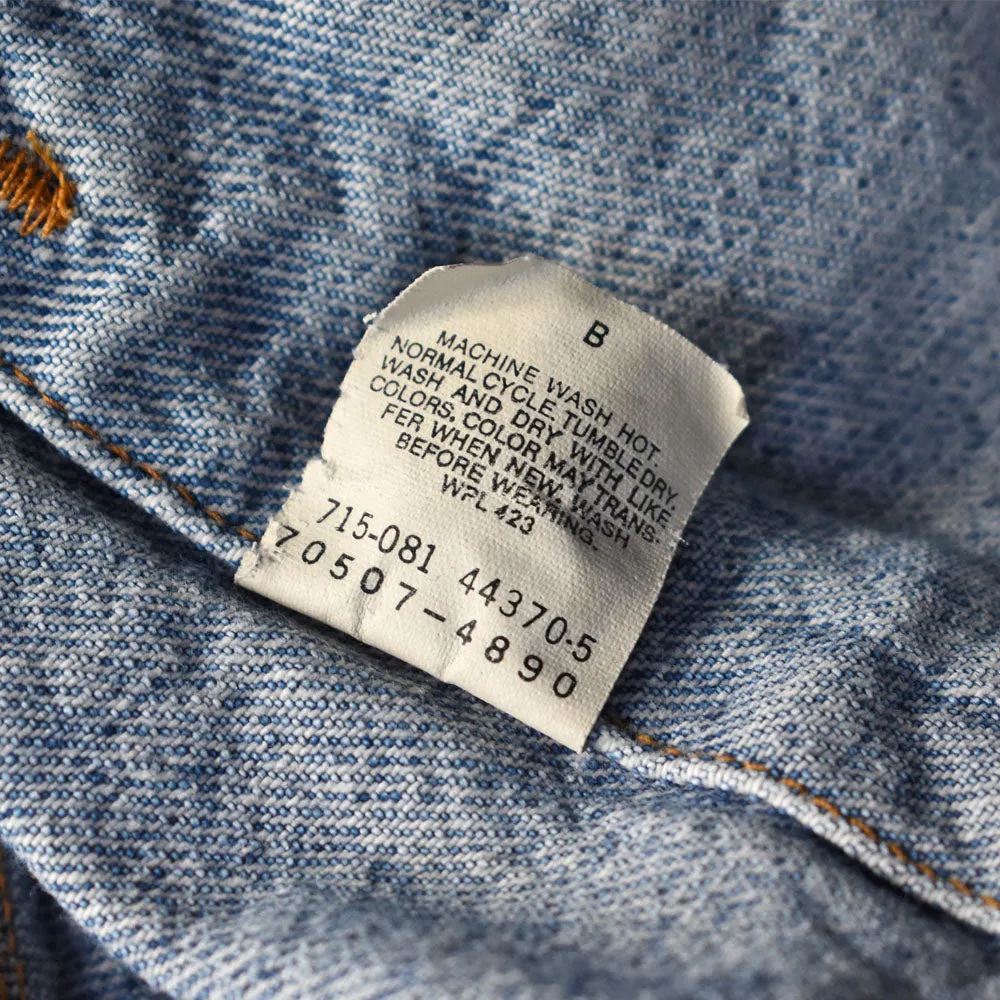 B
MACHINE WASH HOT
NORMAL CYCLE. TUMBLE DRY.
WASH AND DRY WITH LIKE
COLORS. COLOR MAY TRANS-
FER WHEN NEW. WASH
BEFORE WEARING.
WPL 423
715-081 44370-5
70507-4890